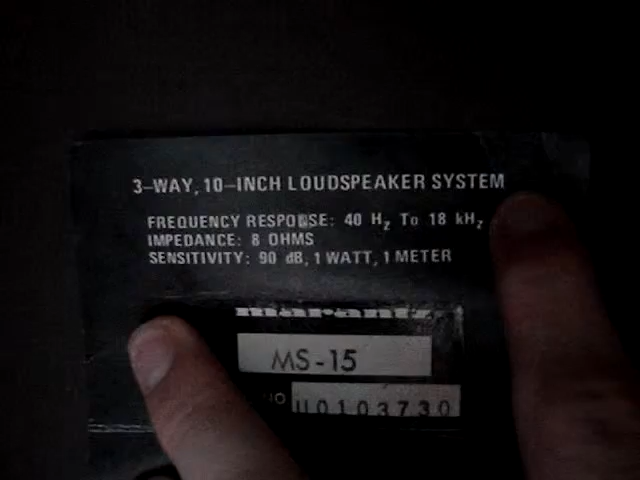 3-WAY, 10-INCH LOUDSPEAKER SYSTEM
FREQUENCY RESPONSE: 40 Hz To 18 kHz
IMPEDANCE: 8 OHMS
SENSITIVITY: 90 dB, 1 WATT, 1 METER
marantz
MS-15
NO U0103730